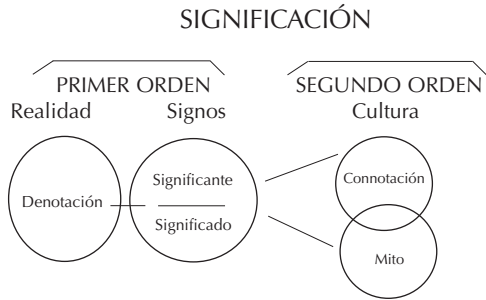 SIGNIFICACIÓN
PRIMER ORDEN
SEGUNDO ORDEN
Realidad
Signos
Cultura
Denotación
Significante
Significado
Connotación
Mito